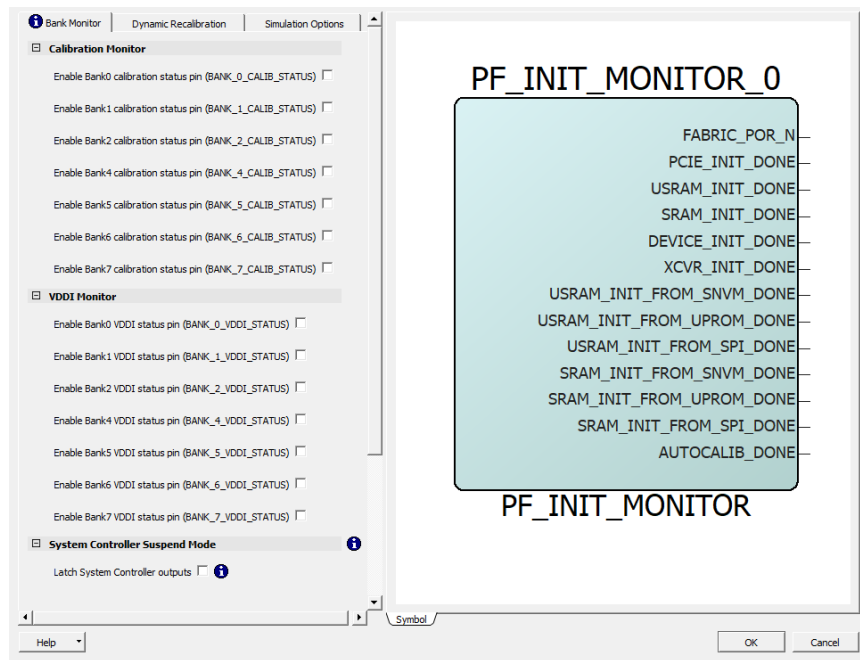 Bank Monitor
Dynamic Recalibration
Simulation Options
Calibration Monitor
Enable Bank0 calibration status pin (BANK_0_CALIB_STATUS)
Enable Bank1 calibration status pin (BANK_1_CALIB_STATUS)
Enable Bank2 calibration status pin (BANK_2_CALIB_STATUS)
Enable Bank4 calibration status pin (BANK_4_CALIB_STATUS)
Enable Bank5 calibration status pin (BANK_5_CALIB_STATUS)
Enable Bank6 calibration status pin (BANK_6_CALIB_STATUS)
Enable Bank7 calibration status pin (BANK_7_CALIB_STATUS)
VDDI Monitor
Enable Bank0 VDDI status pin (BANK_0_VDDI_STATUS)
Enable Bank1 VDDI status pin (BANK_1_VDDI_STATUS)
Enable Bank2 VDDI status pin (BANK_2_VDDI_STATUS)
Enable Bank4 VDDI status pin (BANK_4_VDDI_STATUS)
Enable Bank5 VDDI status pin (BANK_5_VDDI_STATUS)
Enable Bank6 VDDI status pin (BANK_6_VDDI_STATUS)
Enable Bank7 VDDI status pin (BANK_7_VDDI_STATUS)
System Controller Suspend Mode
Latch System Controller outputs
PF_INIT_MONITOR_0
FABRIC_POR_N
PCIE_INIT_DONE
USRAM_INIT_DONE
SRAM_INIT_DONE
DEVICE_INIT_DONE
XCVR_INIT_DONE
USRAM_INIT_FROM_SNVM_DONE
USRAM_INIT_FROM_UPROM_DONE
USRAM_INIT_FROM_SPI_DONE
SRAM_INIT_FROM_SNVM_DONE
SRAM_INIT_FROM_UPROM_DONE
SRAM_INIT_FROM_SPI_DONE
AUTOCALIB_DONE
PF_INIT_MONITOR
Symbol
Help
OK
Cancel